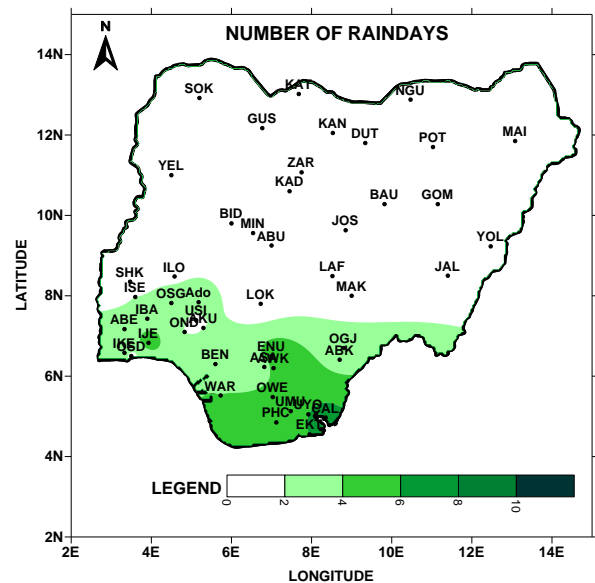 NUMBER OF RAINDAYS
N
14N
12N
10N
8N
6N
4N
2N
LATITUDE
SOK
KAT
NGU
GUS
KAN
DUT
POT
MAI
YEL
ZAR
KAD
BAU
GOM
BID
MIN
ABU
JOS
YOL
SHK
ILO
LAF
JAL
ISE
OSG
Ado
LOK
MAK
IBA
USI
ABE
OND
AKU
IJE
IKE
OSD
BEN
ENU
AWK
OGJ
ABK
WAR
OWE
UMU
UYO
CAL
PHC
EKT
LEGEND
0
2
4
6
8
10
2E
4E
6E
8E
10E
12E
14E
LONGITUDE